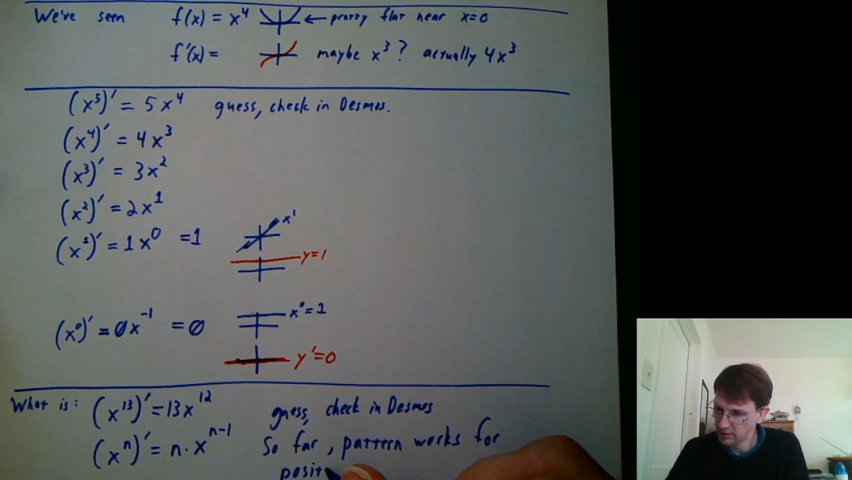 We've seen f(x) = x⁴ ← pretty flat near x=0
f'(x) = maybe x³? actually 4x³
(x⁵)' = 5x⁴ guess, check in Desmos.
(x⁴)' = 4x³
(x³)' = 3x²
(x²)' = 2x¹
(x¹)' = 1x⁰ = 1 x¹
y=1
(x⁰)' = 0x⁻¹ = 0 x⁰=1
y'=0
What is: (x¹³)' = 13x¹² guess, check in Desmos
(xⁿ)' = n·xⁿ⁻¹ So far, pattern works for
posit